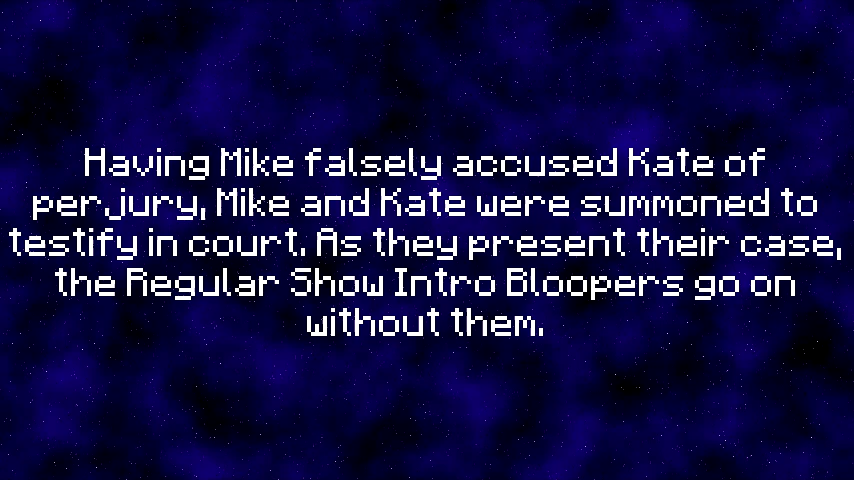 Having Mike falsely accused Kate of
perjury, Mike and Kate were summoned to
testify in court. As they present their case,
the Regular Show Intro Bloopers go on
without them.